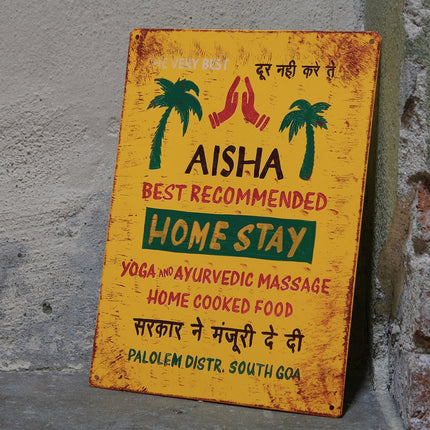 THE VERY BEST
दूर नही करे ते
AISHA
BEST RECOMMENDED
HOME STAY
YOGA AND AYURVEDIC MASSAGE
HOME COOKED FOOD
सरकार ने मंजूरी दे दी
PALOLEM DISTR. SOUTH GOA